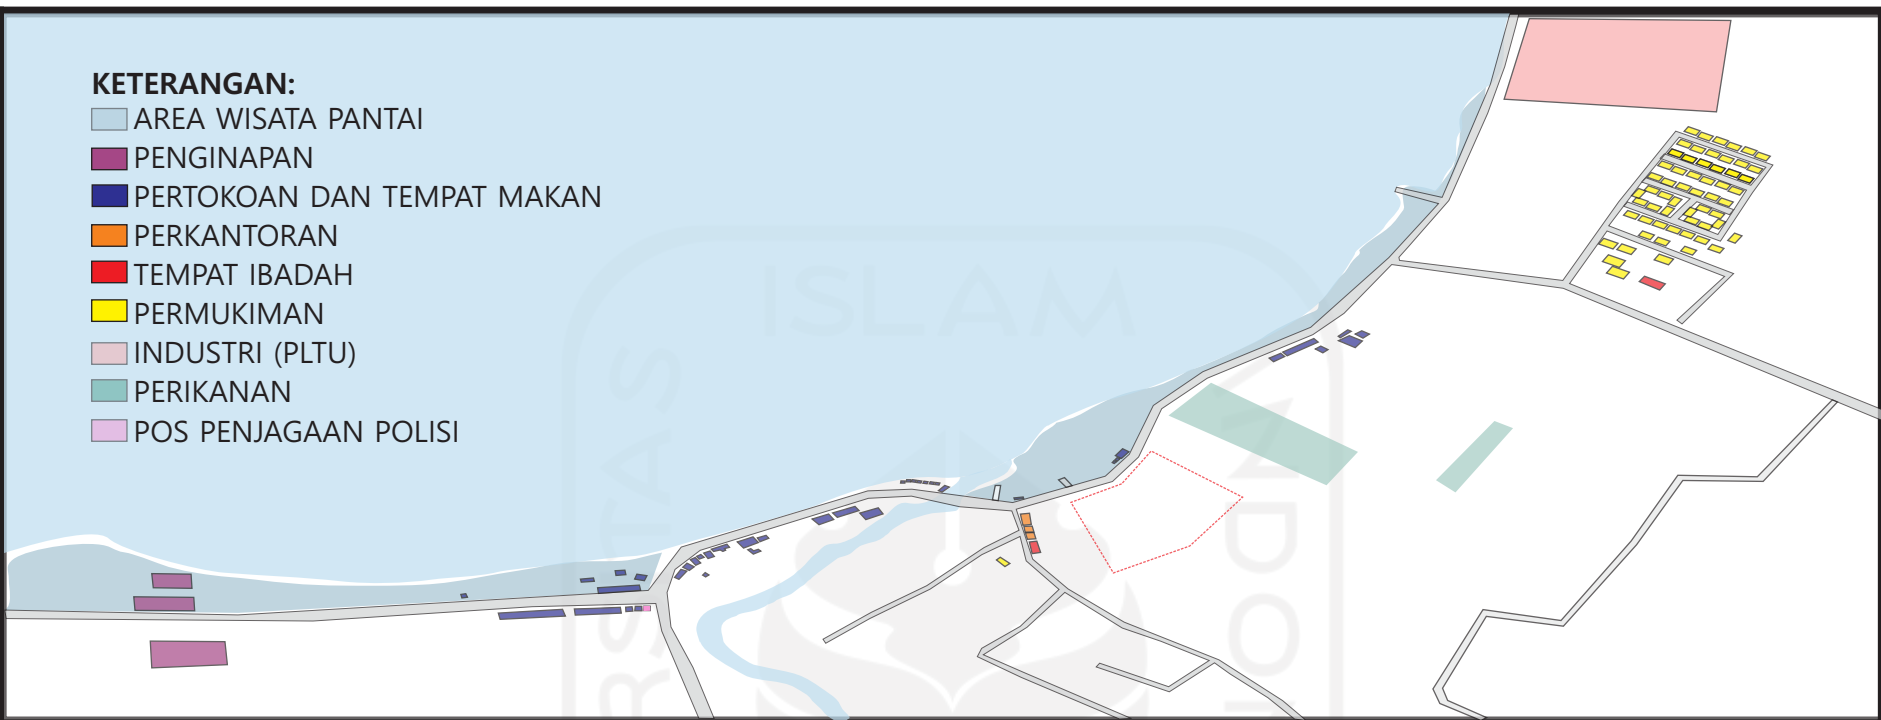 KETERANGAN:
AREA WISATA PANTAI
PENGINAPAN
PERTOKOAN DAN TEMPAT MAKAN
PERKANTORAN
TEMPAT IBADAH
PERMUKIMAN
INDUSTRI (PLTU)
PERIKANAN
POS PENJAGAAN POLISI
ISLAM